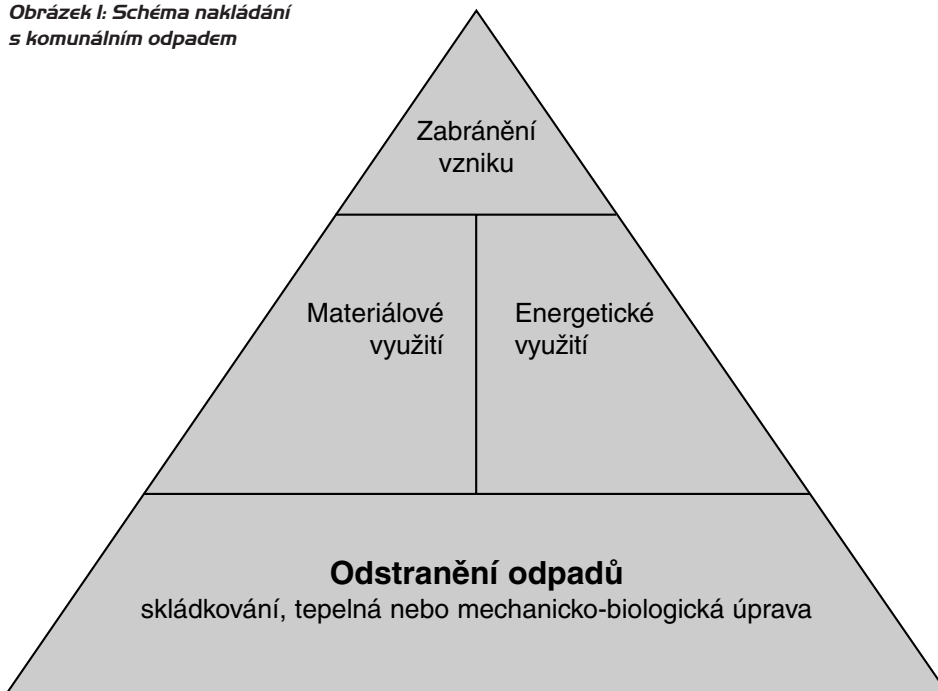 Obrázek 1: Schéma nakládání
s komunálním odpadem
Zabránění
vzniku
Materiálové
využití
Energetické
využití
Odstranění odpadů
skládkování, tepelná nebo mechanicko-biologická úprava